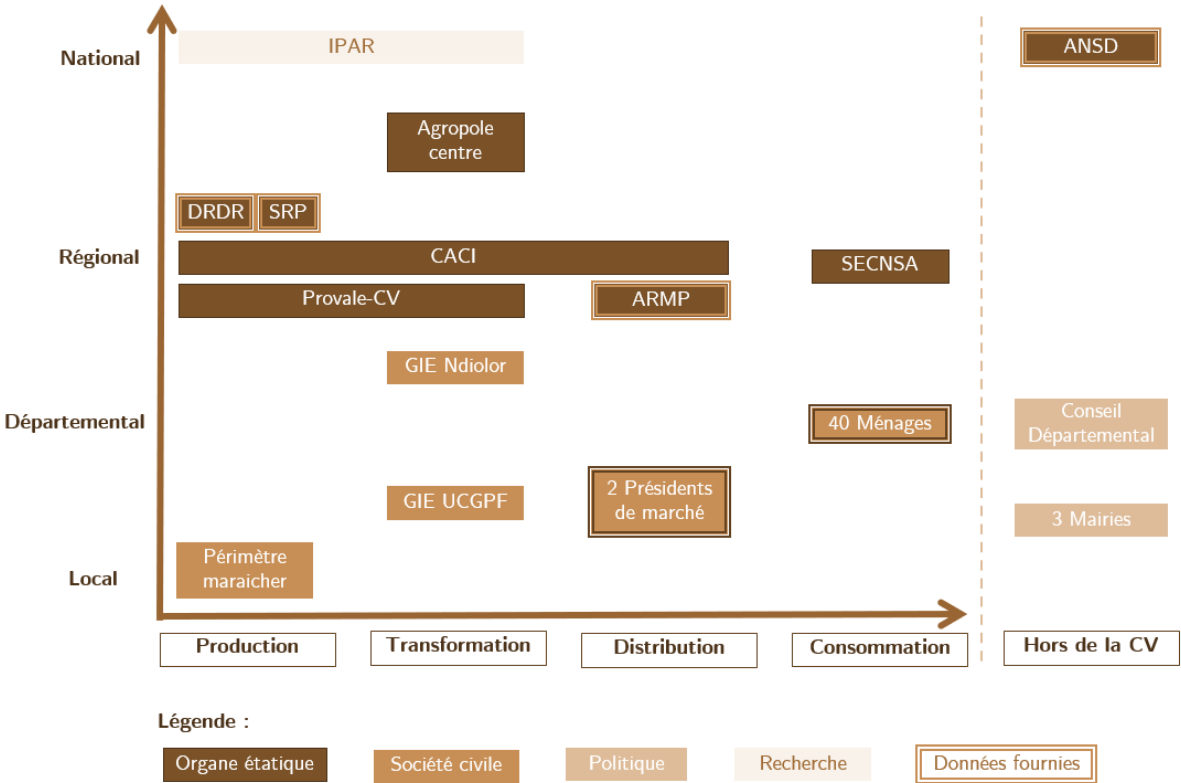 National
IPAR
ANSD
Agropole
centre
DRDR
SRP
Régional
CACI
SECNSA
Provale-CV
ARMP
GIE Ndiolor
Départemental
40 Ménages
Conseil
Départemental
GIE UCGPF
2 Présidents
de marché
3 Mairies
Périmètre
maraicher
Local
Production
Transformation
Distribution
Consommation
Hors de la CV
Légende :
Organe étatique
Société civile
Politique
Recherche
Données fournies